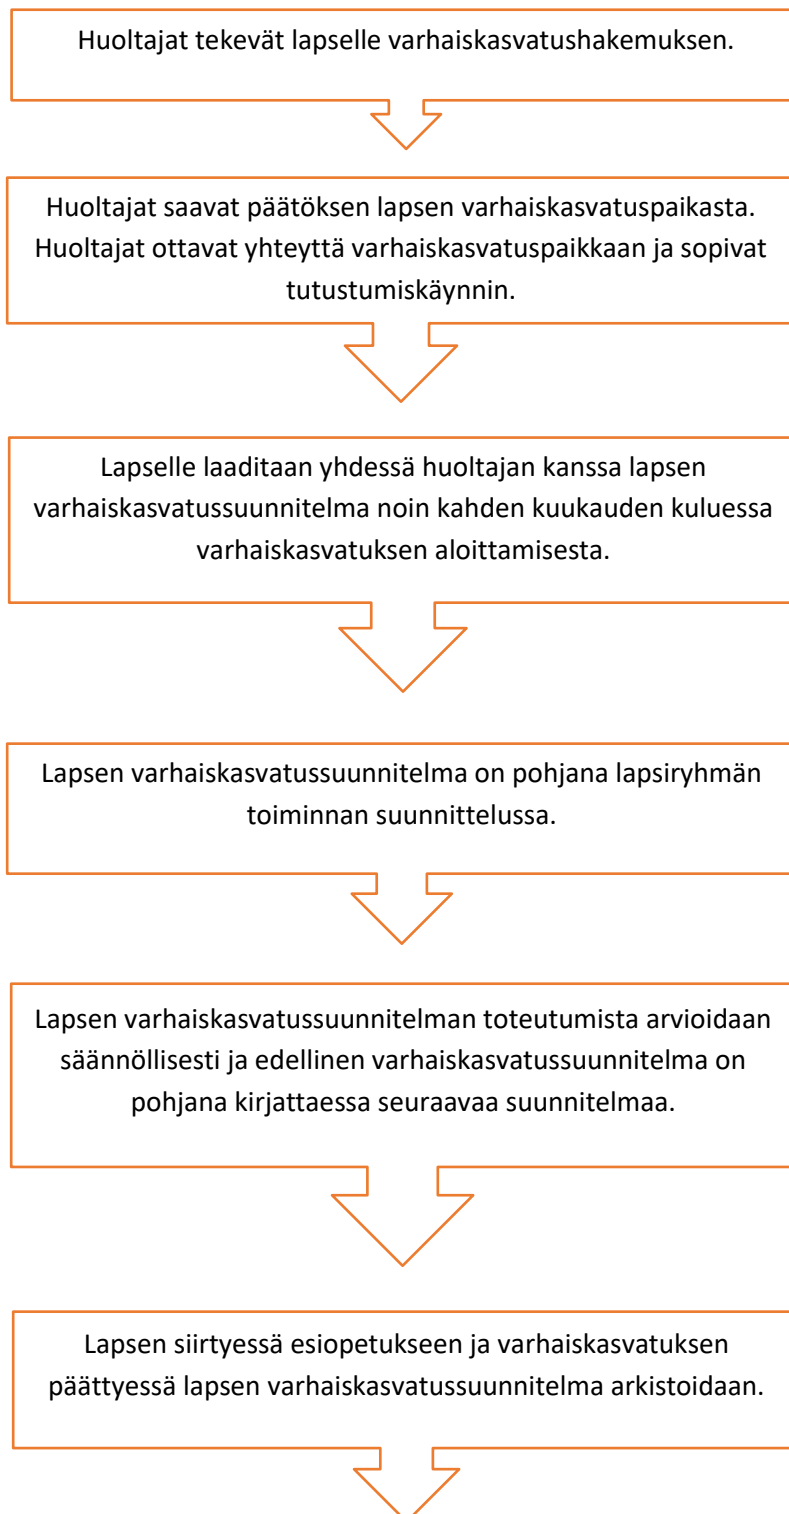 Huoltajat tekevät lapselle varhaiskasvatushakemuksen.
Huoltajat saavat päätöksen lapsen varhaiskasvatuspaikasta.
Huoltajat ottavat yhteyttä varhaiskasvatuspaikkaan ja sopivat
tutustumiskäynnin.
Lapselle laaditaan yhdessä huoltajan kanssa lapsen
varhaiskasvatussuunnitelma noin kahden kuukauden kuluessa
varhaiskasvatuksen aloittamisesta.
Lapsen varhaiskasvatussuunnitelma on pohjana lapsiryhmän
toiminnan suunnittelussa.
Lapsen varhaiskasvatussuunnitelman toteutumista arvioidaan
säännöllisesti ja edellinen varhaiskasvatussuunnitelma on
pohjana kirjattaessa seuraavaa suunnitelmaa.
Lapsen siirtyessä esiopetukseen ja varhaiskasvatuksen
päättyessä lapsen varhaiskasvatussuunnitelma arkistoidaan.